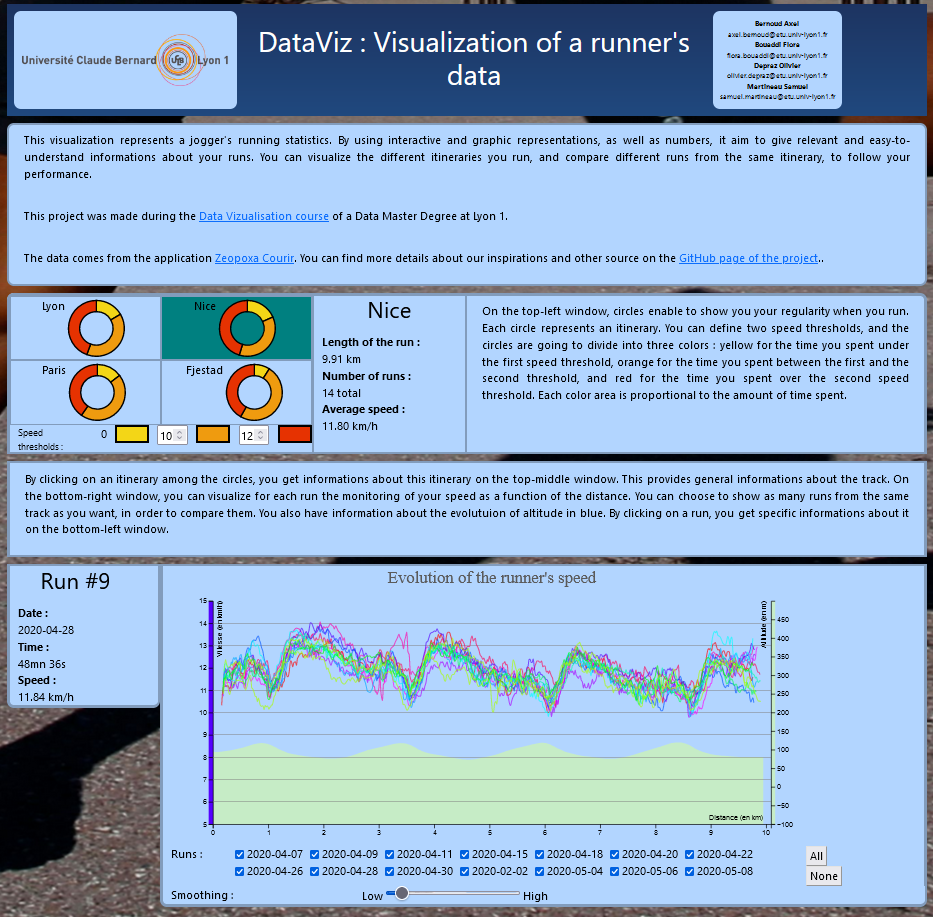 Université Claude Bernard Lyon 1
DataViz : Visualization of a runner's
data
Bernoud Axel
axel.bernoud@etu.univ-lyon1.fr
Bouaddi Flora
flora.bouaddi@etu.univ-lyon1.fr
Depraz Olivier
olivier.depraz@etu.univ-lyon1.fr
Martineau Samuel
samuel.martineau@etu.univ-lyon1.fr
This visualization represents a jogger's running statistics. By using interactive and graphic representations, as well as numbers, it aim to give relevant and easy-to-
understand informations about your runs. You can visualize the different itineraries you run, and compare different runs from the same itinerary, to follow your
performance.
This project was made during the Data Vizualisation course of a Data Master Degree at Lyon 1.
The data comes from the application Zeopoxa Courir. You can find more details about our inspirations and other source on the GitHub page of the project..
Lyon
Nice
Paris
Fjestad
Speed
thresholds :
0
10
12
Nice
Length of the run :
9.91 km
Number of runs :
14 total
Average speed :
11.80 km/h
On the top-left window, circles enable to show you your regularity when you run.
Each circle represents an itinerary. You can define two speed thresholds, and the
circles are going to divide into three colors : yellow for the time you spent under
the first speed threshold, orange for the time you spent between the first and the
second threshold, and red for the time you spent over the second speed
threshold. Each color area is proportional to the amount of time spent.
By clicking on an itinerary among the circles, you get informations about this itinerary on the top-middle window. This provides general informations about the track. On
the bottom-right window, you can visualize for each run the monitoring of your speed as a function of the distance. You can choose to show as many runs from the same
track as you want, in order to compare them. You also have information about the evolutuion of altitude in blue. By clicking on a run, you get specific informations about it
on the bottom-left window.
Run #9
Date :
2020-04-28
Time :
48mn 36s
Speed :
11.84 km/h
Evolution of the runner's speed
Vitesse (en km/h)
15
14
13
12
11
10
9
8
7
6
5
Altitude (en m)
450
400
350
300
250
200
150
100
50
0
−50
−100
Distance (en km)
0 1 2 3 4 5 6 7 8 9 10
Runs :
2020-04-07 2020-04-09 2020-04-11 2020-04-15 2020-04-18 2020-04-20 2020-04-22
2020-04-26 2020-04-28 2020-04-30 2020-02-02 2020-05-04 2020-05-06 2020-05-08
All
None
Smoothing :
Low
High